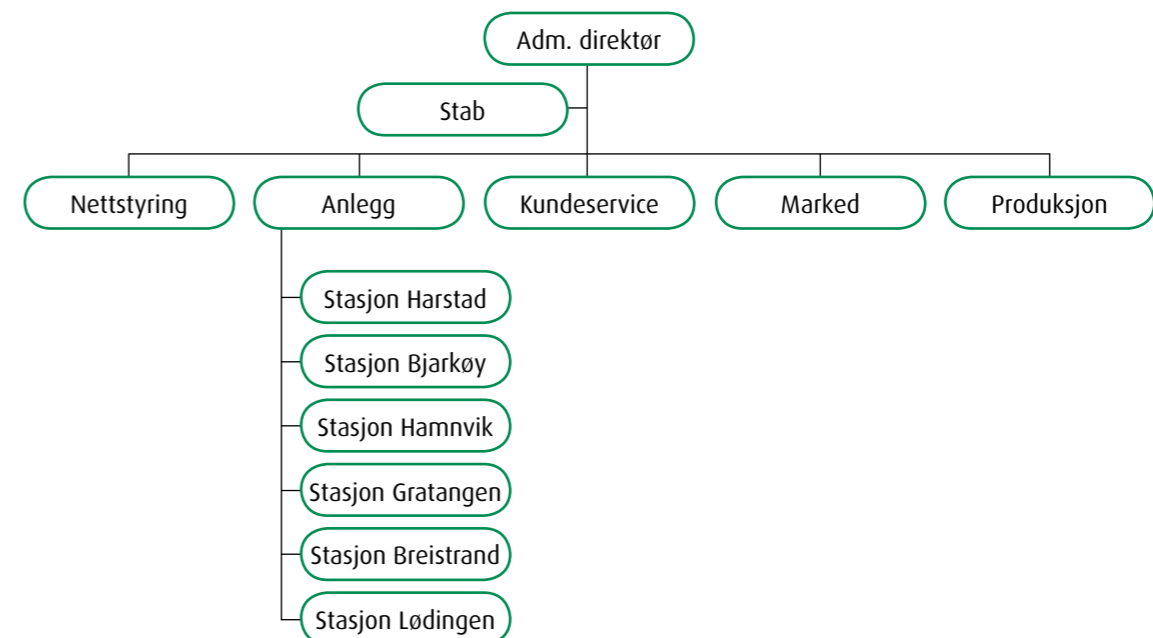 Adm. direktør
Stab
Nettstyring
Anlegg
Kundeservice
Marked
Produksjon
Stasjon Harstad
Stasjon Bjarkøy
Stasjon Hamnvik
Stasjon Gratangen
Stasjon Breistrand
Stasjon Lødingen